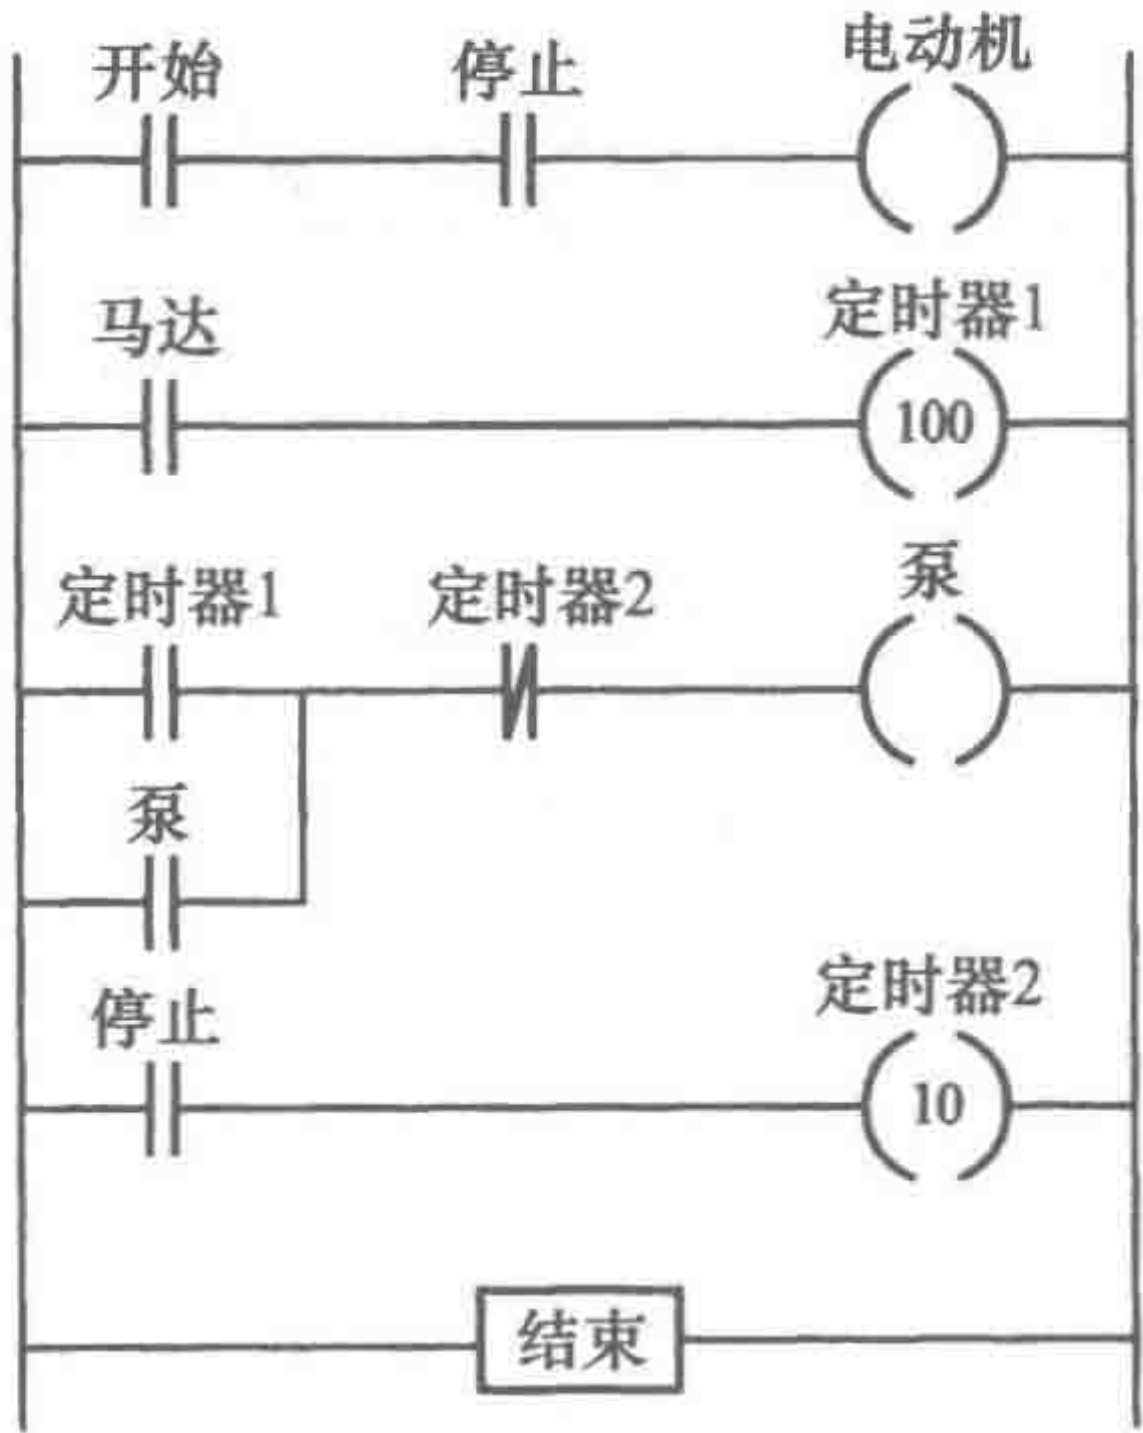 开始 停止 电动机
马达 定时器1
100
定时器1 定时器2 泵
泵
停止 定时器2
10
结束